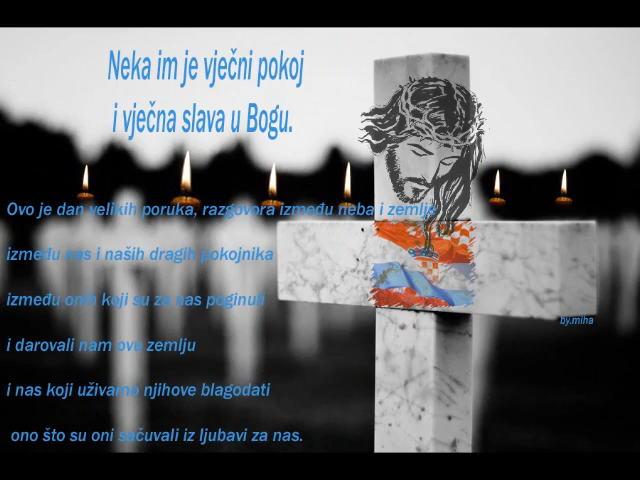 Neka im je vječni pokoj
i vječna slava u Bogu.
Ovo je dan velikih poruka, razgovora između neba i zemlje
između nas i naših dragih pokojnika
između onih koji su za nas poginuli
i darovali nam ovu zemlju
i nas koji uživamo njihove blagodati
ono što su oni sačuvali iz ljubavi za nas.
by.miha